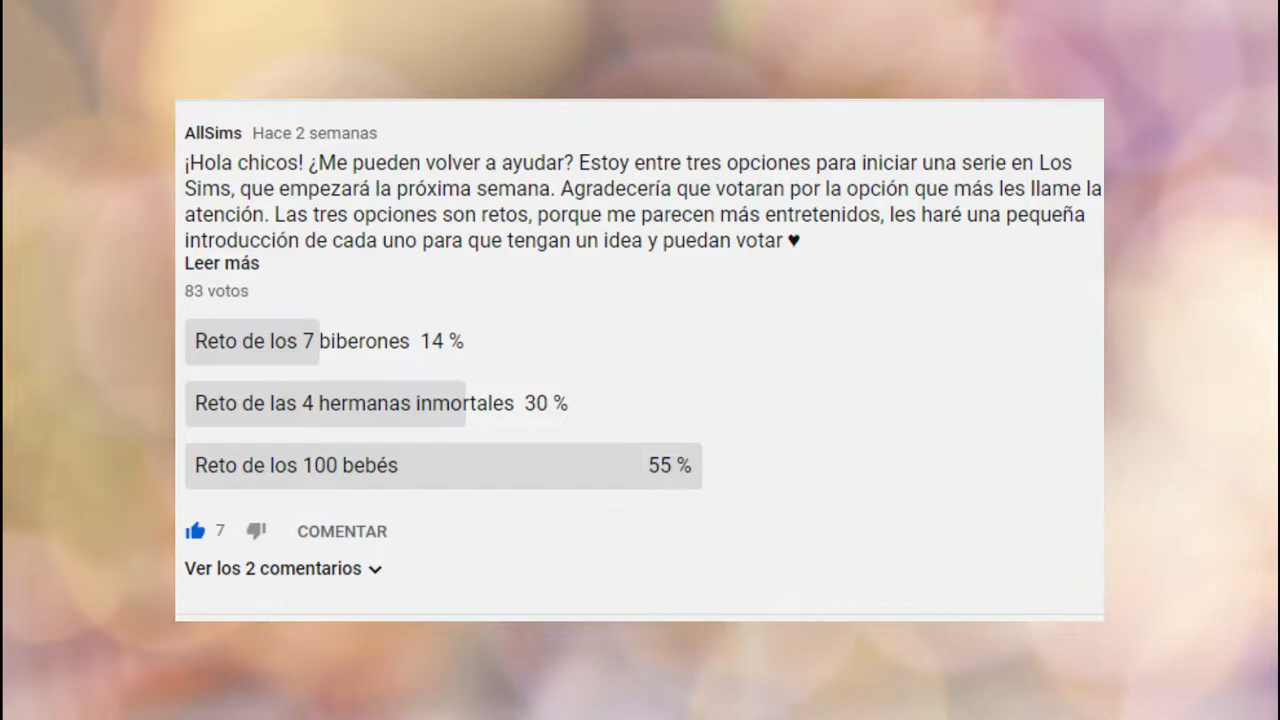 AllSims Hace 2 semanas
¡Hola chicos! ¿Me pueden volver a ayudar? Estoy entre tres opciones para iniciar una serie en Los
Sims, que empezará la próxima semana. Agradecería que votaran por la opción que más les llame la
atención. Las tres opciones son retos, porque me parecen más entretenidos, les haré una pequeña
introducción de cada uno para que tengan un idea y puedan votar ♥
Leer más
83 votos
Reto de los 7 biberones 14 %
Reto de las 4 hermanas inmortales 30 %
Reto de los 100 bebés 55 %
7 COMENTAR
Ver los 2 comentarios